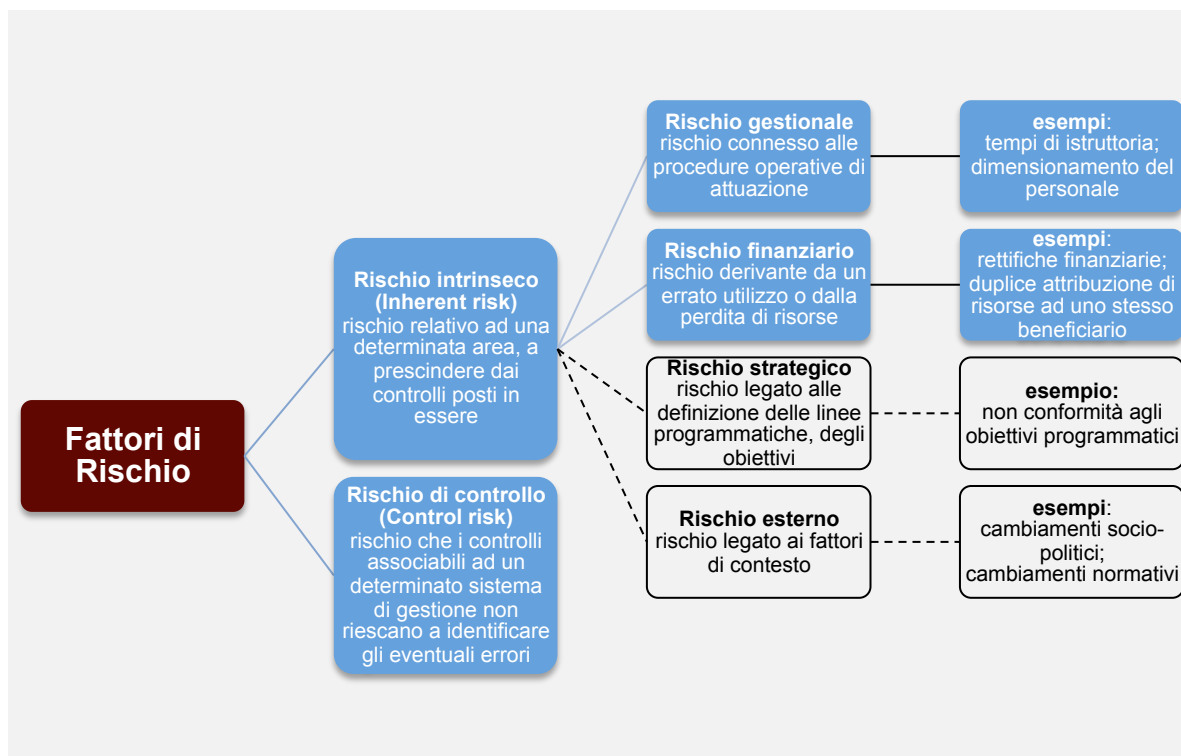 Fattori di
Rischio
Rischio intrinseco
(Inherent risk)
rischio relativo ad una
determinata area, a
prescindere dai
controlli posti in
essere
Rischio di controllo
(Control risk)
rischio che i controlli
associabili ad un
determinato sistema
di gestione non
riescano a identificare
gli eventuali errori
Rischio gestionale
rischio connesso alle
procedure operative di
attuazione
esempi:
tempi di istruttoria;
dimensionamento del
personale
Rischio finanziario
rischio derivante da un
errato utilizzo o dalla
perdita di risorse
esempi:
rettifiche finanziarie;
duplice attribuzione di
risorse ad uno stesso
beneficiario
Rischio strategico
rischio legato alle
definizione delle linee
programmatiche, degli
obiettivi
esempio:
non conformità agli
obiettivi programmatici
Rischio esterno
rischio legato ai fattori
di contesto
esempi:
cambiamenti socio-
politici;
cambiamenti normativi